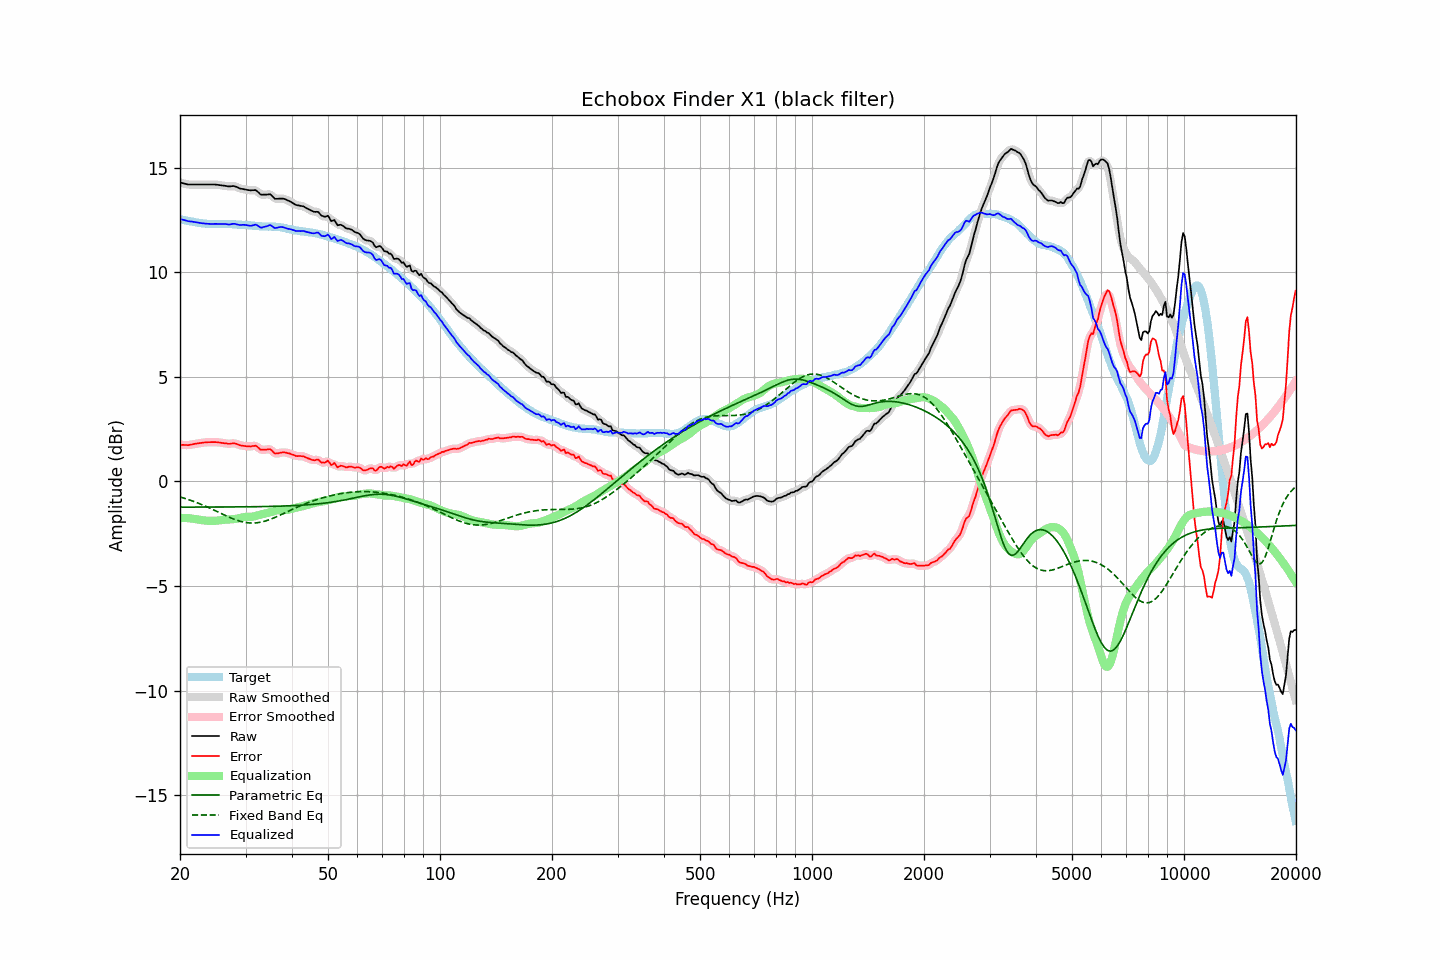 Echobox Finder X1 (black filter)
Amplitude (dBr)
15
10
5
0
−5
−10
−15
Target
Raw Smoothed
Error Smoothed
Raw
Error
Equalization
Parametric Eq
Fixed Band Eq
Equalized
20
50
100
200
500
1000
2000
5000
10000
20000
Frequency (Hz)